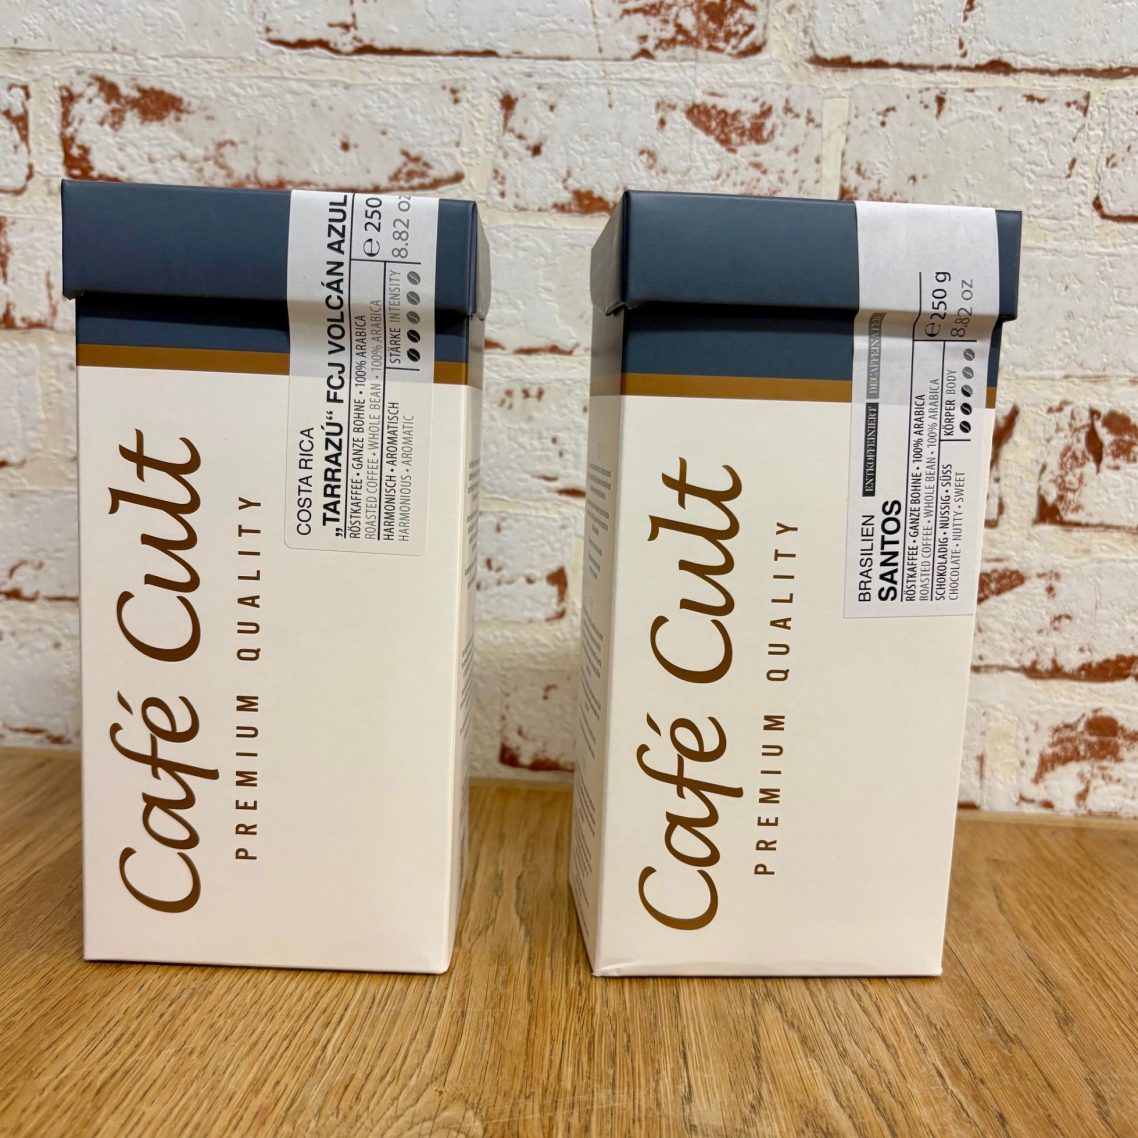 Café Cult
PREMIUM QUALITY
COSTA RICA
„TARRAZÚ“ FCJ VOLCÁN AZUL
RÖSTKAFFEE • GANZE BOHNE • 100% ARABICA
ROASTED COFFEE • WHOLE BEAN • 100% ARABICA
HARMONISCH • AROMATISCH
HARMONIOUS • AROMATIC
STÄRKE INTENSITY
℮ 250
8.82 oz
Café Cult
PREMIUM QUALITY
BRASILIEN
ENTKOFFEINIERT
SANTOS
RÖSTKAFFEE • GANZE BOHNE • 100% ARABICA
ROASTED COFFEE • WHOLE BEAN • 100% ARABICA
SCHOKOLADIG • NUSSIG • SÜSS
CHOCOLATE • NUTTY • SWEET
KÖRPER BODY
℮ 250 g
8.82 oz